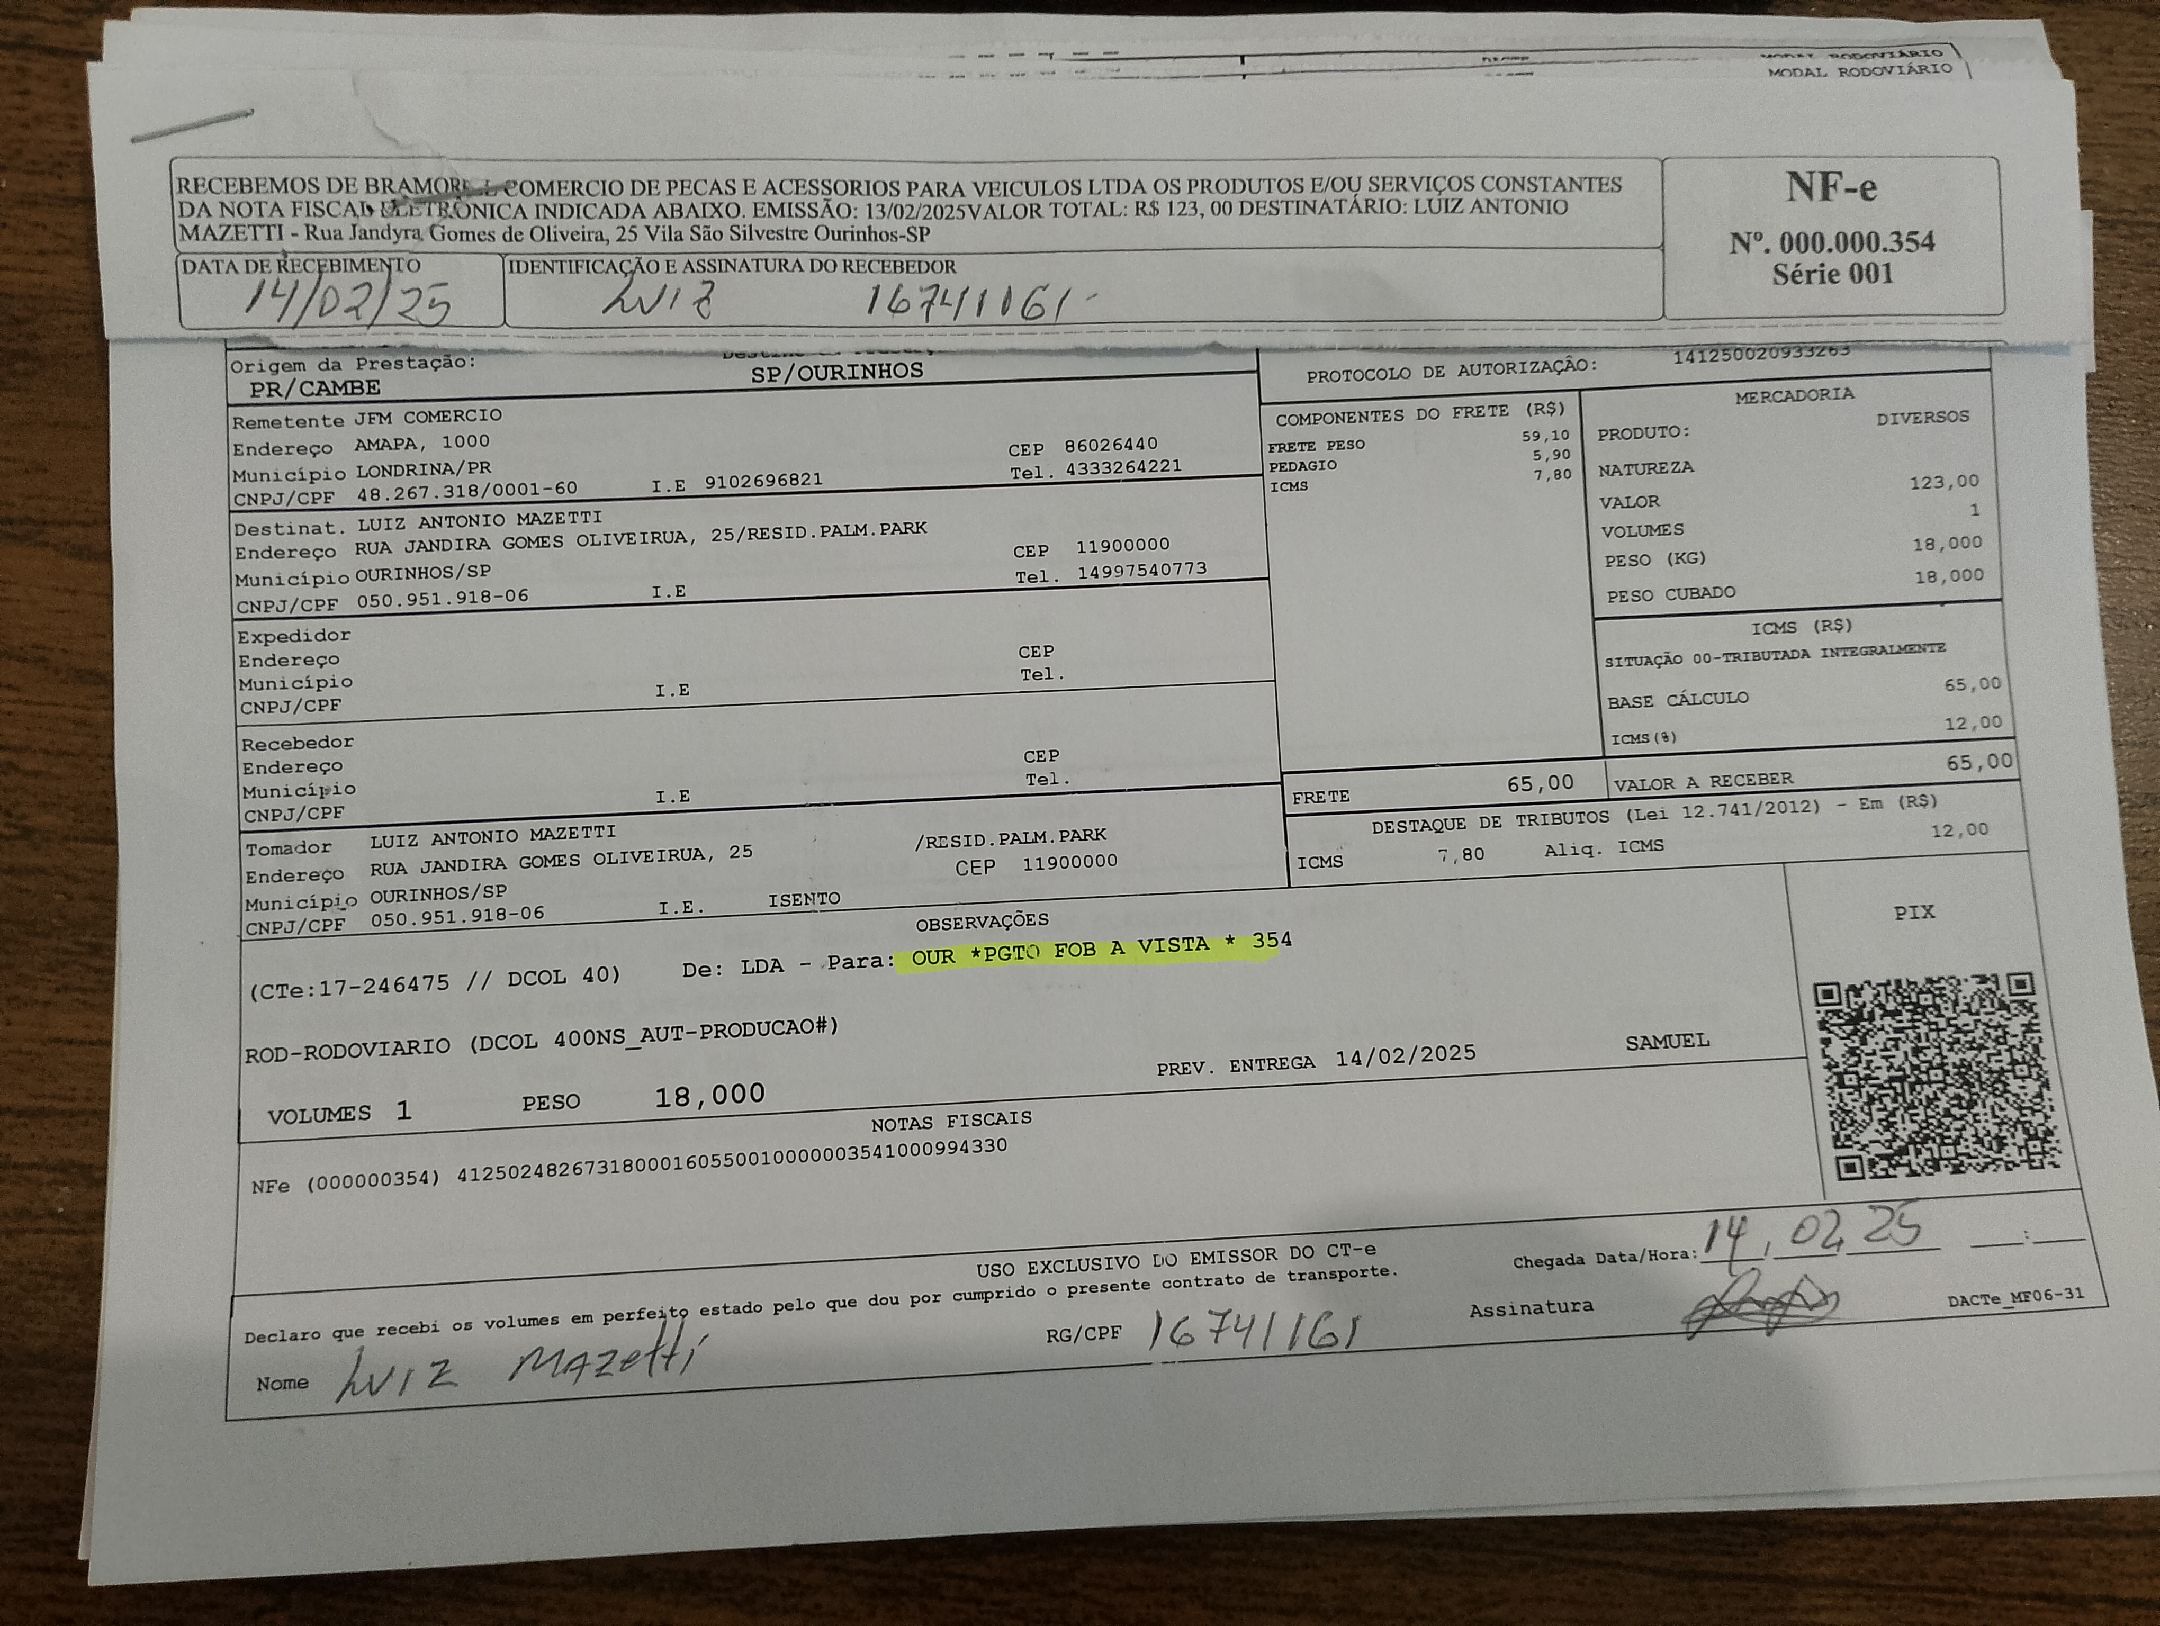 MODAL RODOVIÁRIO
MODAL RODOVIÁRIO
RECEBEMOS DE COMERCIO DE PECAS E ACESSORIOS PARA VEICULOS LTDA OS PRODUTOS E/OU SERVIÇOS CONSTANTES
DA NOTA FISCAL ELETRÔNICA INDICADA ABAIXO. EMISSÃO: 13/02/2025VALOR TOTAL: R$ 123, 00 DESTINATÁRIO: LUIZ ANTONIO
MAZETTI - Rua Jandyra Gomes de Oliveira, 25 Vila São Silvestre Ourinhos-SP
NF-e
Nº. 000.000.354
Série 001
DATA DE RECEBIMENTO
14/02/25
IDENTIFICAÇÃO E ASSINATURA DO RECEBEDOR
LUIZ 16741161-
Origem da Prestação:
PR/CAMBE
SP/OURINHOS
PROTOCOLO DE AUTORIZAÇÃO: 141250020933263
Remetente JFM COMERCIO
Endereço AMAPA, 1000 CEP 86026440
Município LONDRINA/PR Tel. 4333264221
CNPJ/CPF 48.267.318/0001-60 I.E 9102696821
Destinat. LUIZ ANTONIO MAZETTI
Endereço RUA JANDIRA GOMES OLIVEIRUA, 25/RESID.PALM.PARK CEP 11900000
Município OURINHOS/SP Tel. 14997540773
CNPJ/CPF 050.951.918-06 I.E
Expedidor
Endereço CEP
Município Tel.
CNPJ/CPF I.E
Recebedor
Endereço CEP
Município Tel.
CNPJ/CPF I.E
Tomador LUIZ ANTONIO MAZETTI
Endereço RUA JANDIRA GOMES OLIVEIRUA, 25 /RESID.PALM.PARK
Município OURINHOS/SP CEP 11900000
CNPJ/CPF 050.951.918-06 I.E. ISENTO
COMPONENTES DO FRETE (R$)
FRETE PESO 59,10
PEDAGIO 5,90
ICMS 7,80
MERCADORIA
PRODUTO: DIVERSOS
NATUREZA
VALOR 123,00
VOLUMES 1
PESO (KG) 18,000
PESO CUBADO 18,000
ICMS (R$)
SITUAÇÃO 00-TRIBUTADA INTEGRALMENTE
BASE CÁLCULO 65,00
ICMS(%) 12,00
FRETE 65,00
VALOR A RECEBER 65,00
DESTAQUE DE TRIBUTOS (Lei 12.741/2012) - Em (R$)
ICMS 7,80 Aliq. ICMS 12,00
OBSERVAÇÕES
(CTe:17-246475 // DCOL 40) De: LDA - Para: OUR *PGTO FOB A VISTA * 354
ROD-RODOVIARIO (DCOL 400NS_AUT-PRODUCAO#)
PREV. ENTREGA 14/02/2025 SAMUEL
VOLUMES 1 PESO 18,000
PIX
NOTAS FISCAIS
NFe (000000354) 41250248267318000160550010000003541000994330
USO EXCLUSIVO DO EMISSOR DO CT-e
Chegada Data/Hora: 14, 02 25 __:__
Declaro que recebi os volumes em perfeito estado pelo que dou por cumprido o presente contrato de transporte.
Nome LUIZ MAZETTI
RG/CPF 16741161
Assinatura
DACTe_MF06-31